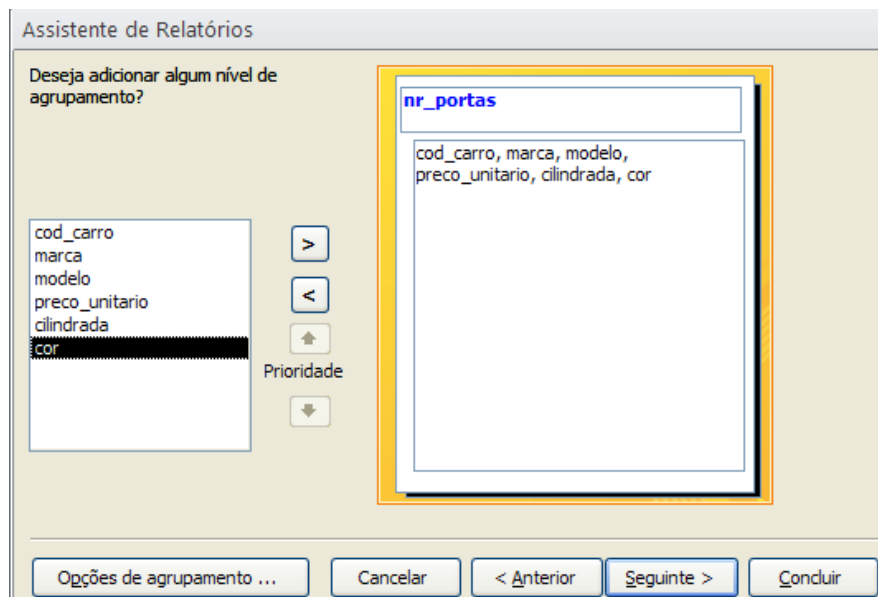 Assistente de Relatórios
Deseja adicionar algum nível de
agrupamento?
nr_portas
cod_carro, marca, modelo,
preco_unitario, cilindrada, cor
cod_carro
marca
modelo
preco_unitario
cilindrada
cor
>
<
Prioridade
Opções de agrupamento ...
Cancelar
< Anterior
Seguinte >
Concluir